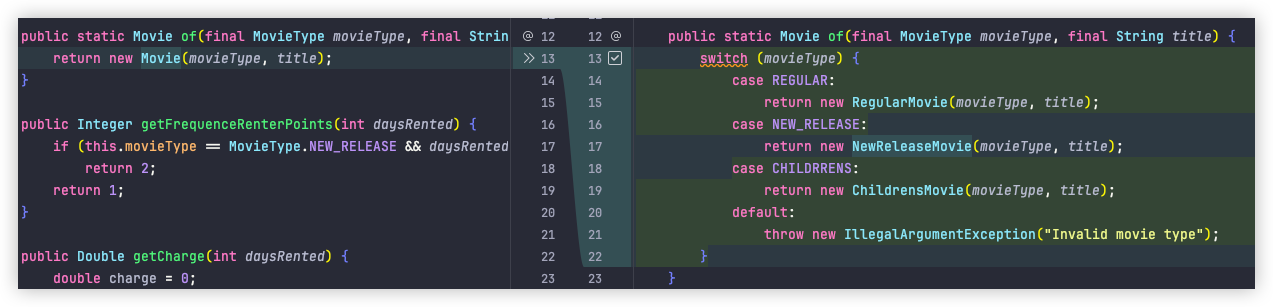 11 11
public static Movie of(final MovieType movieType, final Strin
return new Movie(movieType, title);
}
public Integer getFrequenceRenterPoints(int daysRented) {
if (this.movieType == MovieType.NEW_RELEASE && daysRented
return 2;
return 1;
}
public Double getCharge(int daysRented) {
double charge = 0;
@ 12 12 @
>> 13 13
14 14
15 15
16 16
17 17
18 18
19 19
20 20
21 21
22 22
23 23
public static Movie of(final MovieType movieType, final String title) {
switch (movieType) {
case REGULAR:
return new RegularMovie(movieType, title);
case NEW_RELEASE:
return new NewReleaseMovie(movieType, title);
case CHILDRRENS:
return new ChildrensMovie(movieType, title);
default:
throw new IllegalArgumentException("Invalid movie type");
}
}